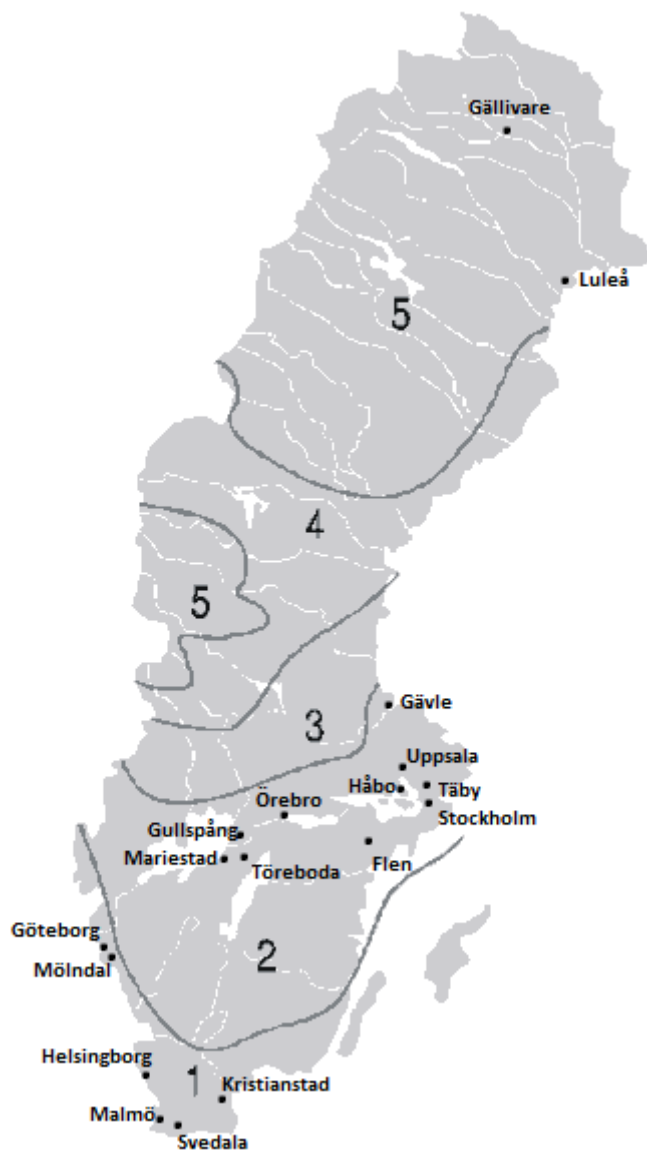 Gällivare
Luleå
5
4
5
Gävle
3
Uppsala
Håbo
Täby
Örebro
Stockholm
Gullspång
Mariestad
Töreboda
Flen
Göteborg
2
Mölndal
Helsingborg
1
Kristianstad
Malmö
Svedala